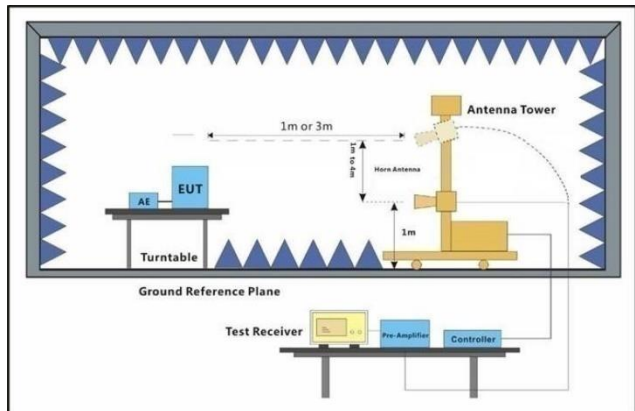 1m or 3m
Antenna Tower
1m to 4m
Horn Antenna
EUT
AE
1m
Turntable
Ground Reference Plane
Test Receiver
Pre-Amplifier
Controller